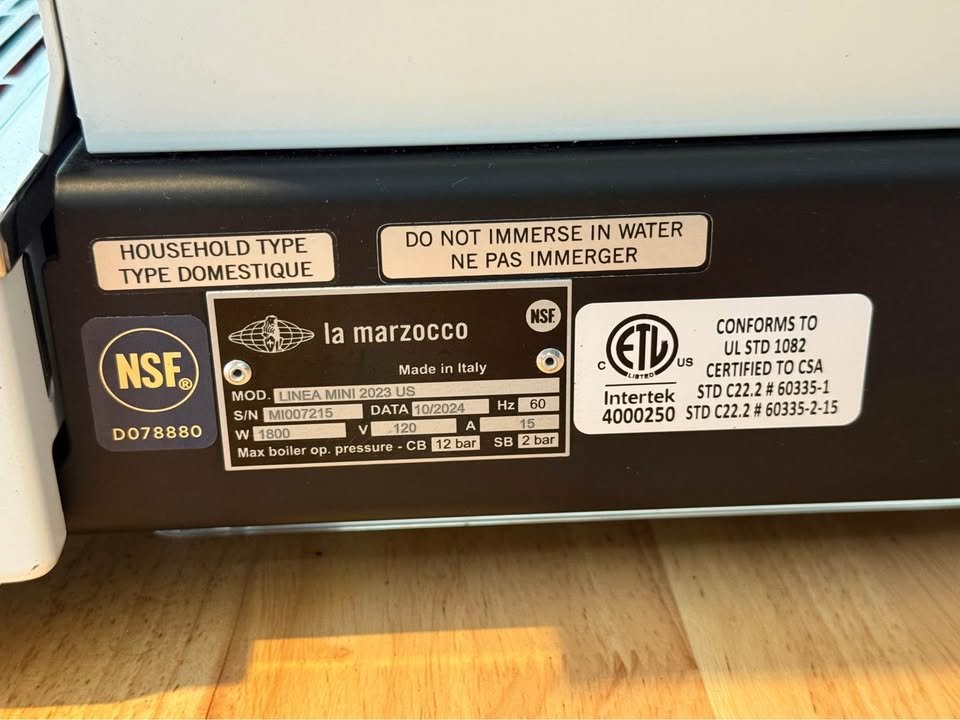 HOUSEHOLD TYPE
TYPE DOMESTIQUE
DO NOT IMMERSE IN WATER
NE PAS IMMERGER
NSF®
D078880
la marzocco
NSF
Made in Italy
MOD. LINEA MINI 2023 US
S/N MI007215 DATA 10/2024 Hz 60
W 1800 V 120 A 15
Max boiler op. pressure - CB 12 bar SB 2 bar
C ETL US
LISTED
Intertek
4000250
CONFORMS TO
UL STD 1082
CERTIFIED TO CSA
STD C22.2 # 60335-1
STD C22.2 # 60335-2-15